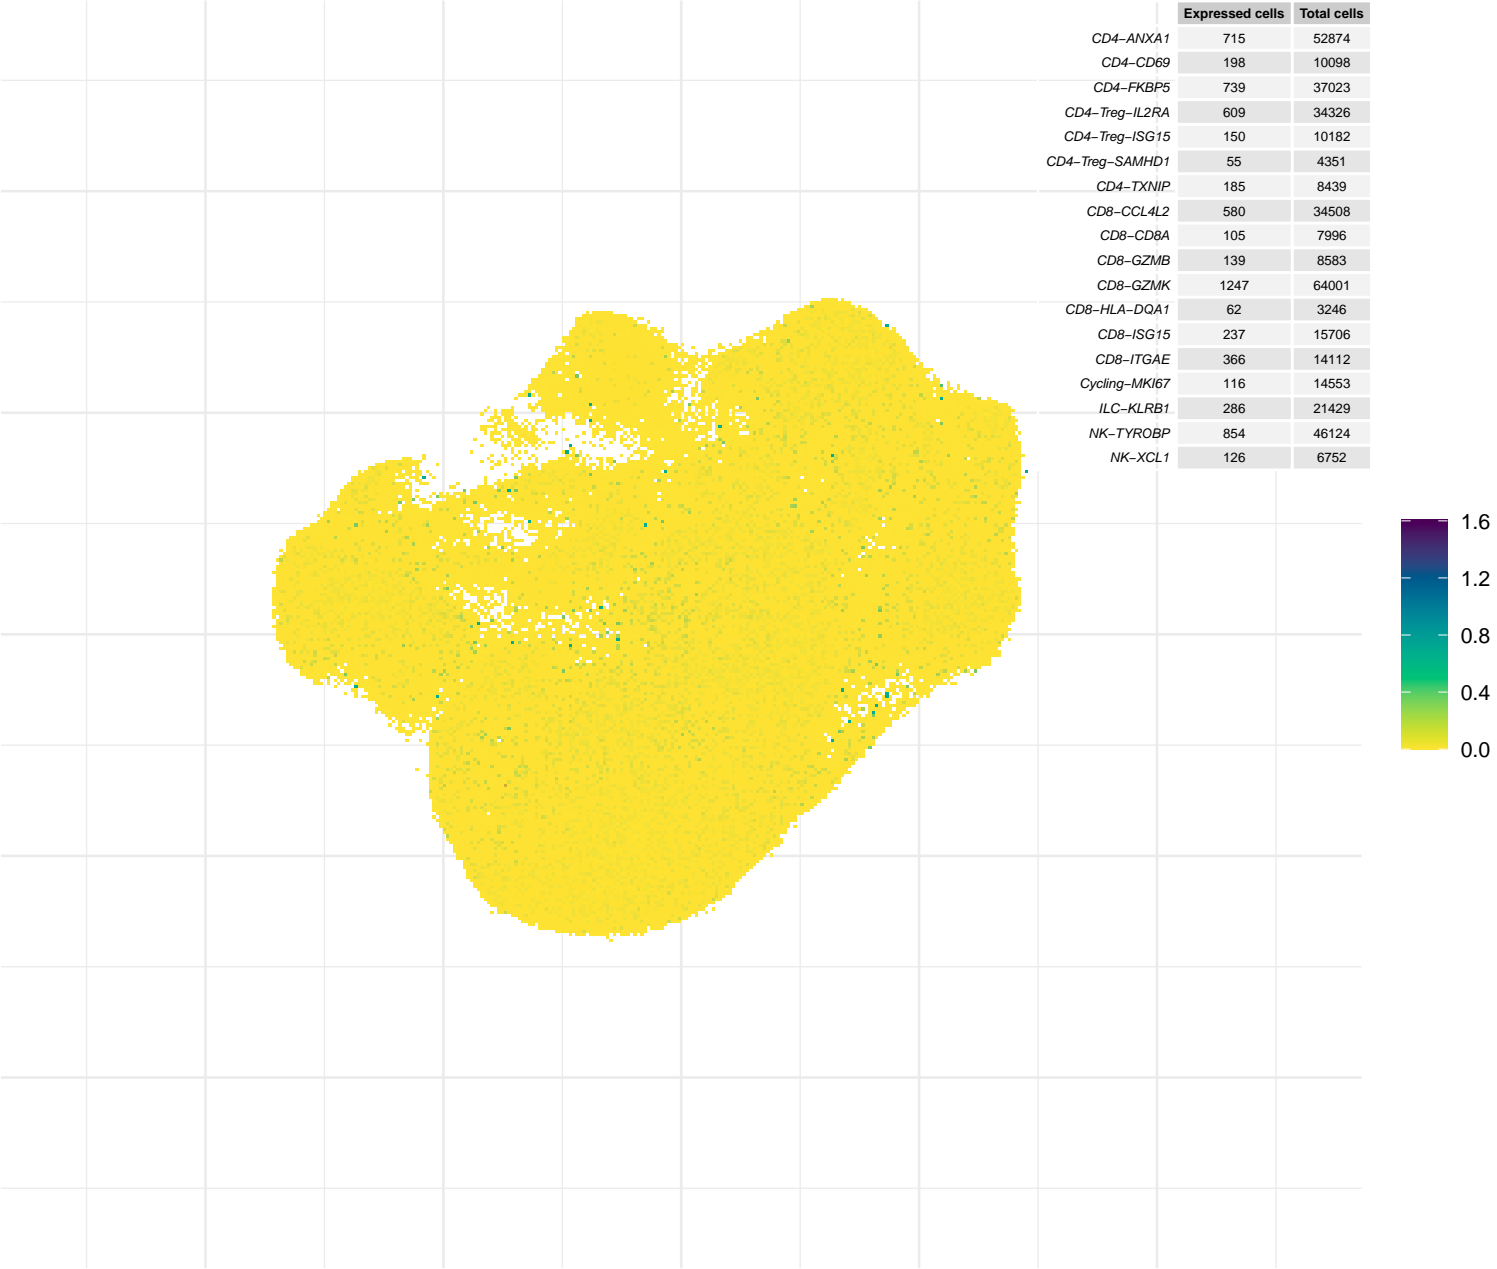 Expressed cells Total cells
CD4−ANXA1 715 52874
CD4−CD69 198 10098
CD4−FKBP5 739 37023
CD4−Treg−IL2RA 609 34326
CD4−Treg−ISG15 150 10182
CD4−Treg−SAMHD1 55 4351
CD4−TXNIP 185 8439
CD8−CCL4L2 580 34508
CD8−CD8A 105 7996
CD8−GZMB 139 8583
CD8−GZMK 1247 64001
CD8−HLA−DQA1 62 3246
CD8−ISG15 237 15706
CD8−ITGAE 366 14112
Cycling−MKI67 116 14553
ILC−KLRB1 286 21429
NK−TYROBP 854 46124
NK−XCL1 126 6752
1.6
1.2
0.8
0.4
0.0